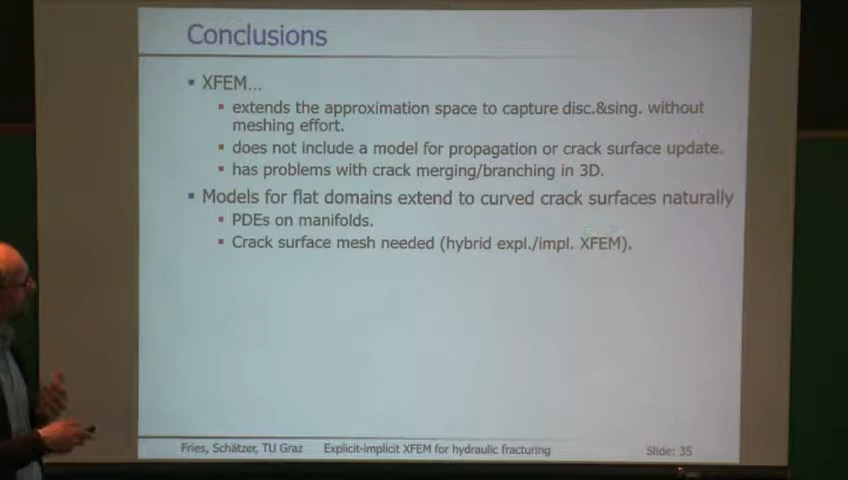 Conclusions
XFEM...
extends the approximation space to capture disc.&sing. without
meshing effort.
does not include a model for propagation or crack surface update.
has problems with crack merging/branching in 3D.
Models for flat domains extend to curved crack surfaces naturally
PDEs on manifolds.
Crack surface mesh needed (hybrid expl./impl. XFEM).
Fries, Schätzer, TU Graz Explicit-implicit XFEM for hydraulic fracturing Slide: 35